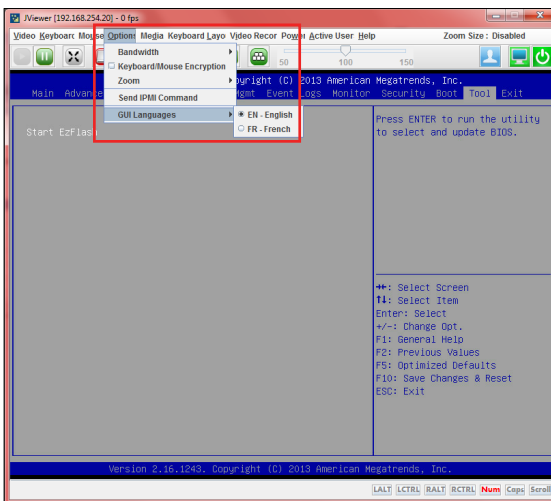 JViewer [192.168.254.20] - 0 fps
Video Keyboarc Mouse Options Media Keyboard Layo Video Recor Power Active User Help Zoom Size : Disabled
Bandwidth
Keyboard/Mouse Encryption
Zoom
Send IPMI Command
GUI Languages
EN - English
FR - French
50 100 150
yright (C) 2013 American Megatrends, Inc.
Main Advance Mgmt Event Logs Monitor Security Boot Tool Exit
Start EzFlash
Press ENTER to run the utility
to select and update BIOS.
→←: Select Screen
↑↓: Select Item
Enter: Select
+/-: Change Opt.
F1: General Help
F2: Previous Values
F5: Optimized Defaults
F10: Save Changes & Reset
ESC: Exit
Version 2.16.1243. Copyright (C) 2013 American Megatrends, Inc.
LALT LCTRL RALT RCTRL Num Caps Scroll